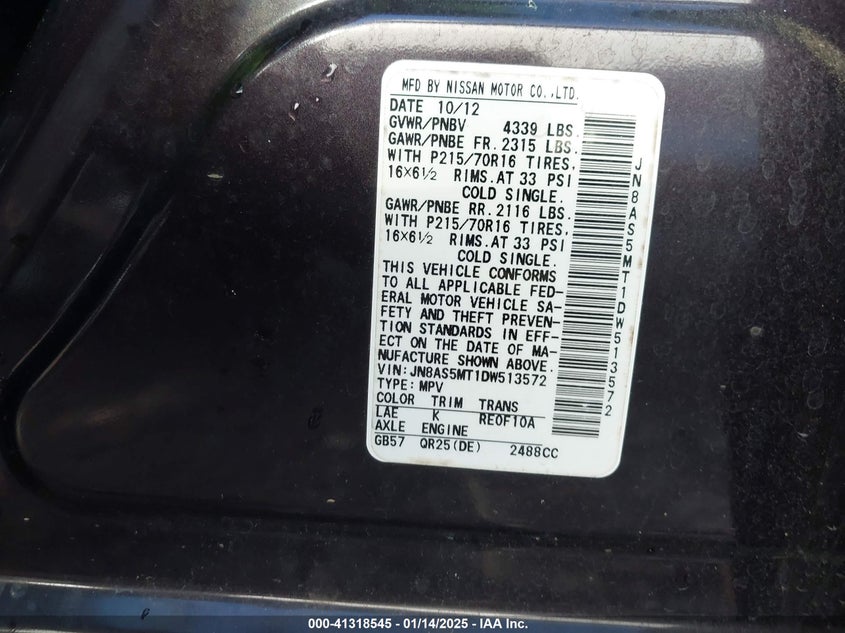 MFD BY NISSAN MOTOR CO.,LTD.
DATE 10/12
GVWR/PNBV 4339 LBS.
GAWR/PNBE FR. 2315 LBS.
WITH P215/70R16 TIRES,
16X6½ RIMS. AT 33 PSI
COLD SINGLE.
GAWR/PNBE RR. 2116 LBS.
WITH P215/70R16 TIRES,
16X6½ RIMS. AT 33 PSI
COLD SINGLE.
THIS VEHICLE CONFORMS
TO ALL APPLICABLE FED-
ERAL MOTOR VEHICLE SA-
FETY AND THEFT PREVEN-
TION STANDARDS IN EFF-
ECT ON THE DATE OF MA-
NUFACTURE SHOWN ABOVE.
VIN: JN8AS5MT1DW513572
TYPE: MPV
COLOR TRIM TRANS
LAE K RE0F10A
AXLE ENGINE
GB57 QR25(DE) 2488CC
JN8AS5MT1DW513572
000-41318545 - 01/14/2025 - IAA Inc.